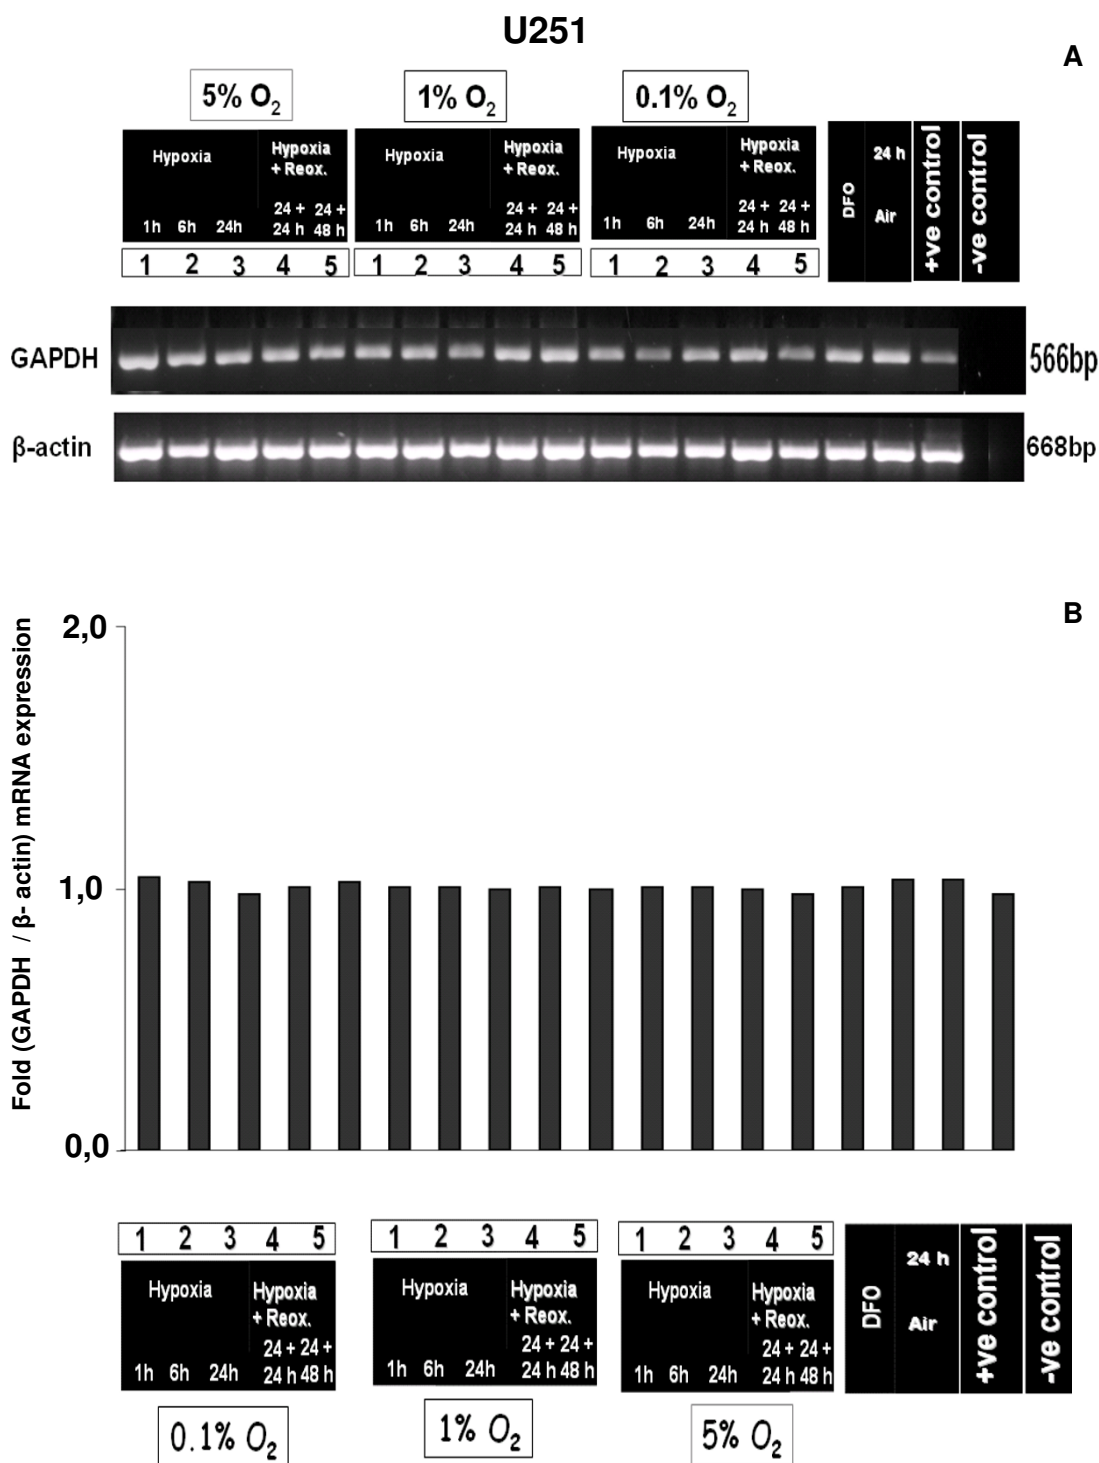 U251
A
5% O2
1% O2
0.1% O2
Hypoxia
Hypoxia + Reox.
1h 6h 24h
24 + 24 h
24 + 48 h
Hypoxia
Hypoxia + Reox.
1h 6h 24h
24 + 24 h
24 + 48 h
Hypoxia
Hypoxia + Reox.
1h 6h 24h
24 + 24 h
24 + 48 h
DFO
24 h
Air
+ve control
-ve control
1 2 3 4 5
1 2 3 4 5
1 2 3 4 5
GAPDH
566bp
β-actin
668bp
B
Fold (GAPDH / β- actin) mRNA expression
2,0
1,0
0,0
1 2 3 4 5
1 2 3 4 5
1 2 3 4 5
Hypoxia
Hypoxia + Reox.
1h 6h 24h
24 + 24 h
24 + 48 h
Hypoxia
Hypoxia + Reox.
1h 6h 24h
24 + 24 h
24 + 48 h
Hypoxia
Hypoxia + Reox.
1h 6h 24h
24 + 24 h
24 + 48 h
DFO
24 h
Air
+ve control
-ve control
0.1% O2
1% O2
5% O2